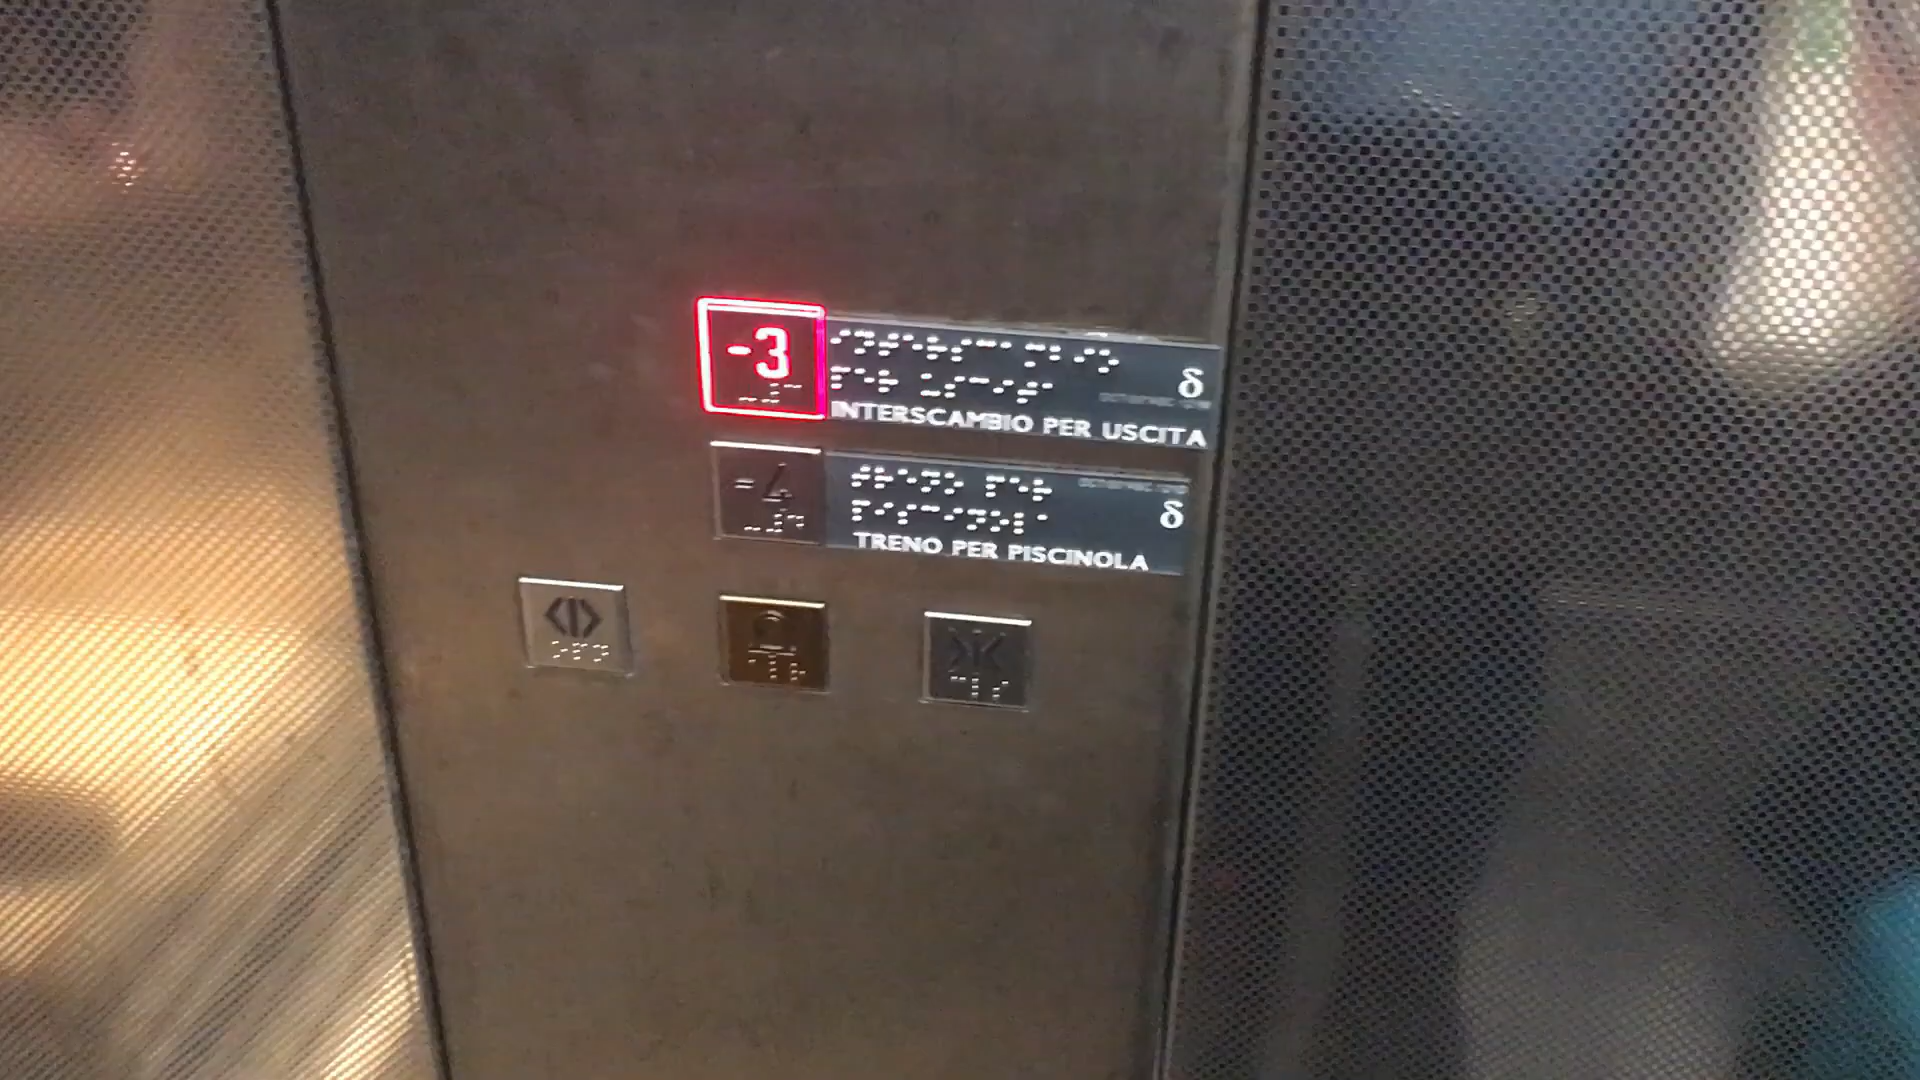 -3
δ
INTERSCAMBIO PER USCITA
-4
δ
TRENO PER PISCINOLA